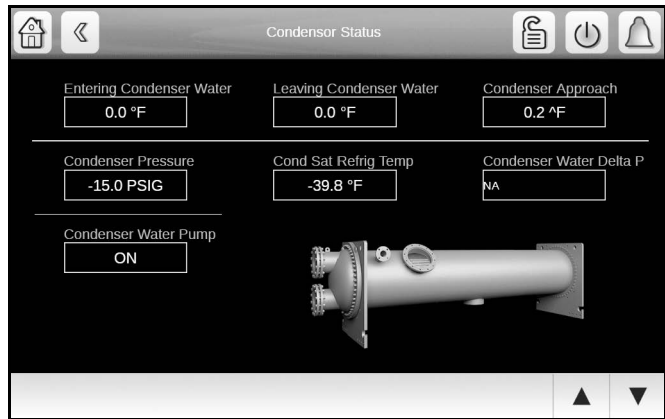 Condensor Status
Entering Condenser Water
Leaving Condenser Water
Condenser Approach
0.0 °F
0.0 °F
0.2 ^F
Condenser Pressure
Cond Sat Refrig Temp
Condenser Water Delta P
-15.0 PSIG
-39.8 °F
NA
Condenser Water Pump
ON